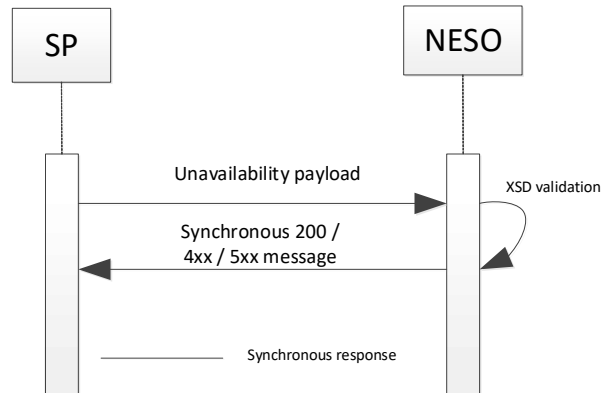 SP
NESO
Unavailability payload
XSD validation
Synchronous 200 /
4xx / 5xx message
Synchronous response